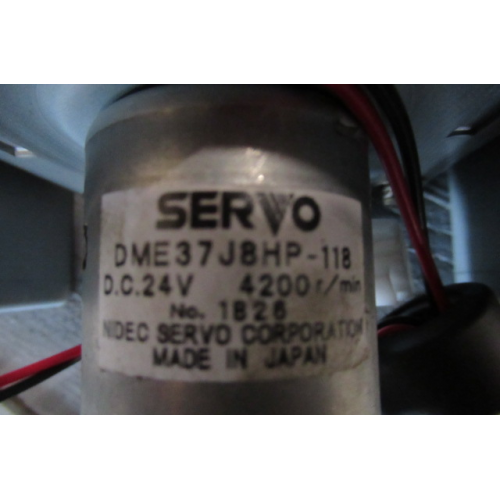 SERVO
DME37J8HP-118
D.C.24V 4200r/min
No. 1B26
NIDEC SERVO CORPORATION
MADE IN JAPAN